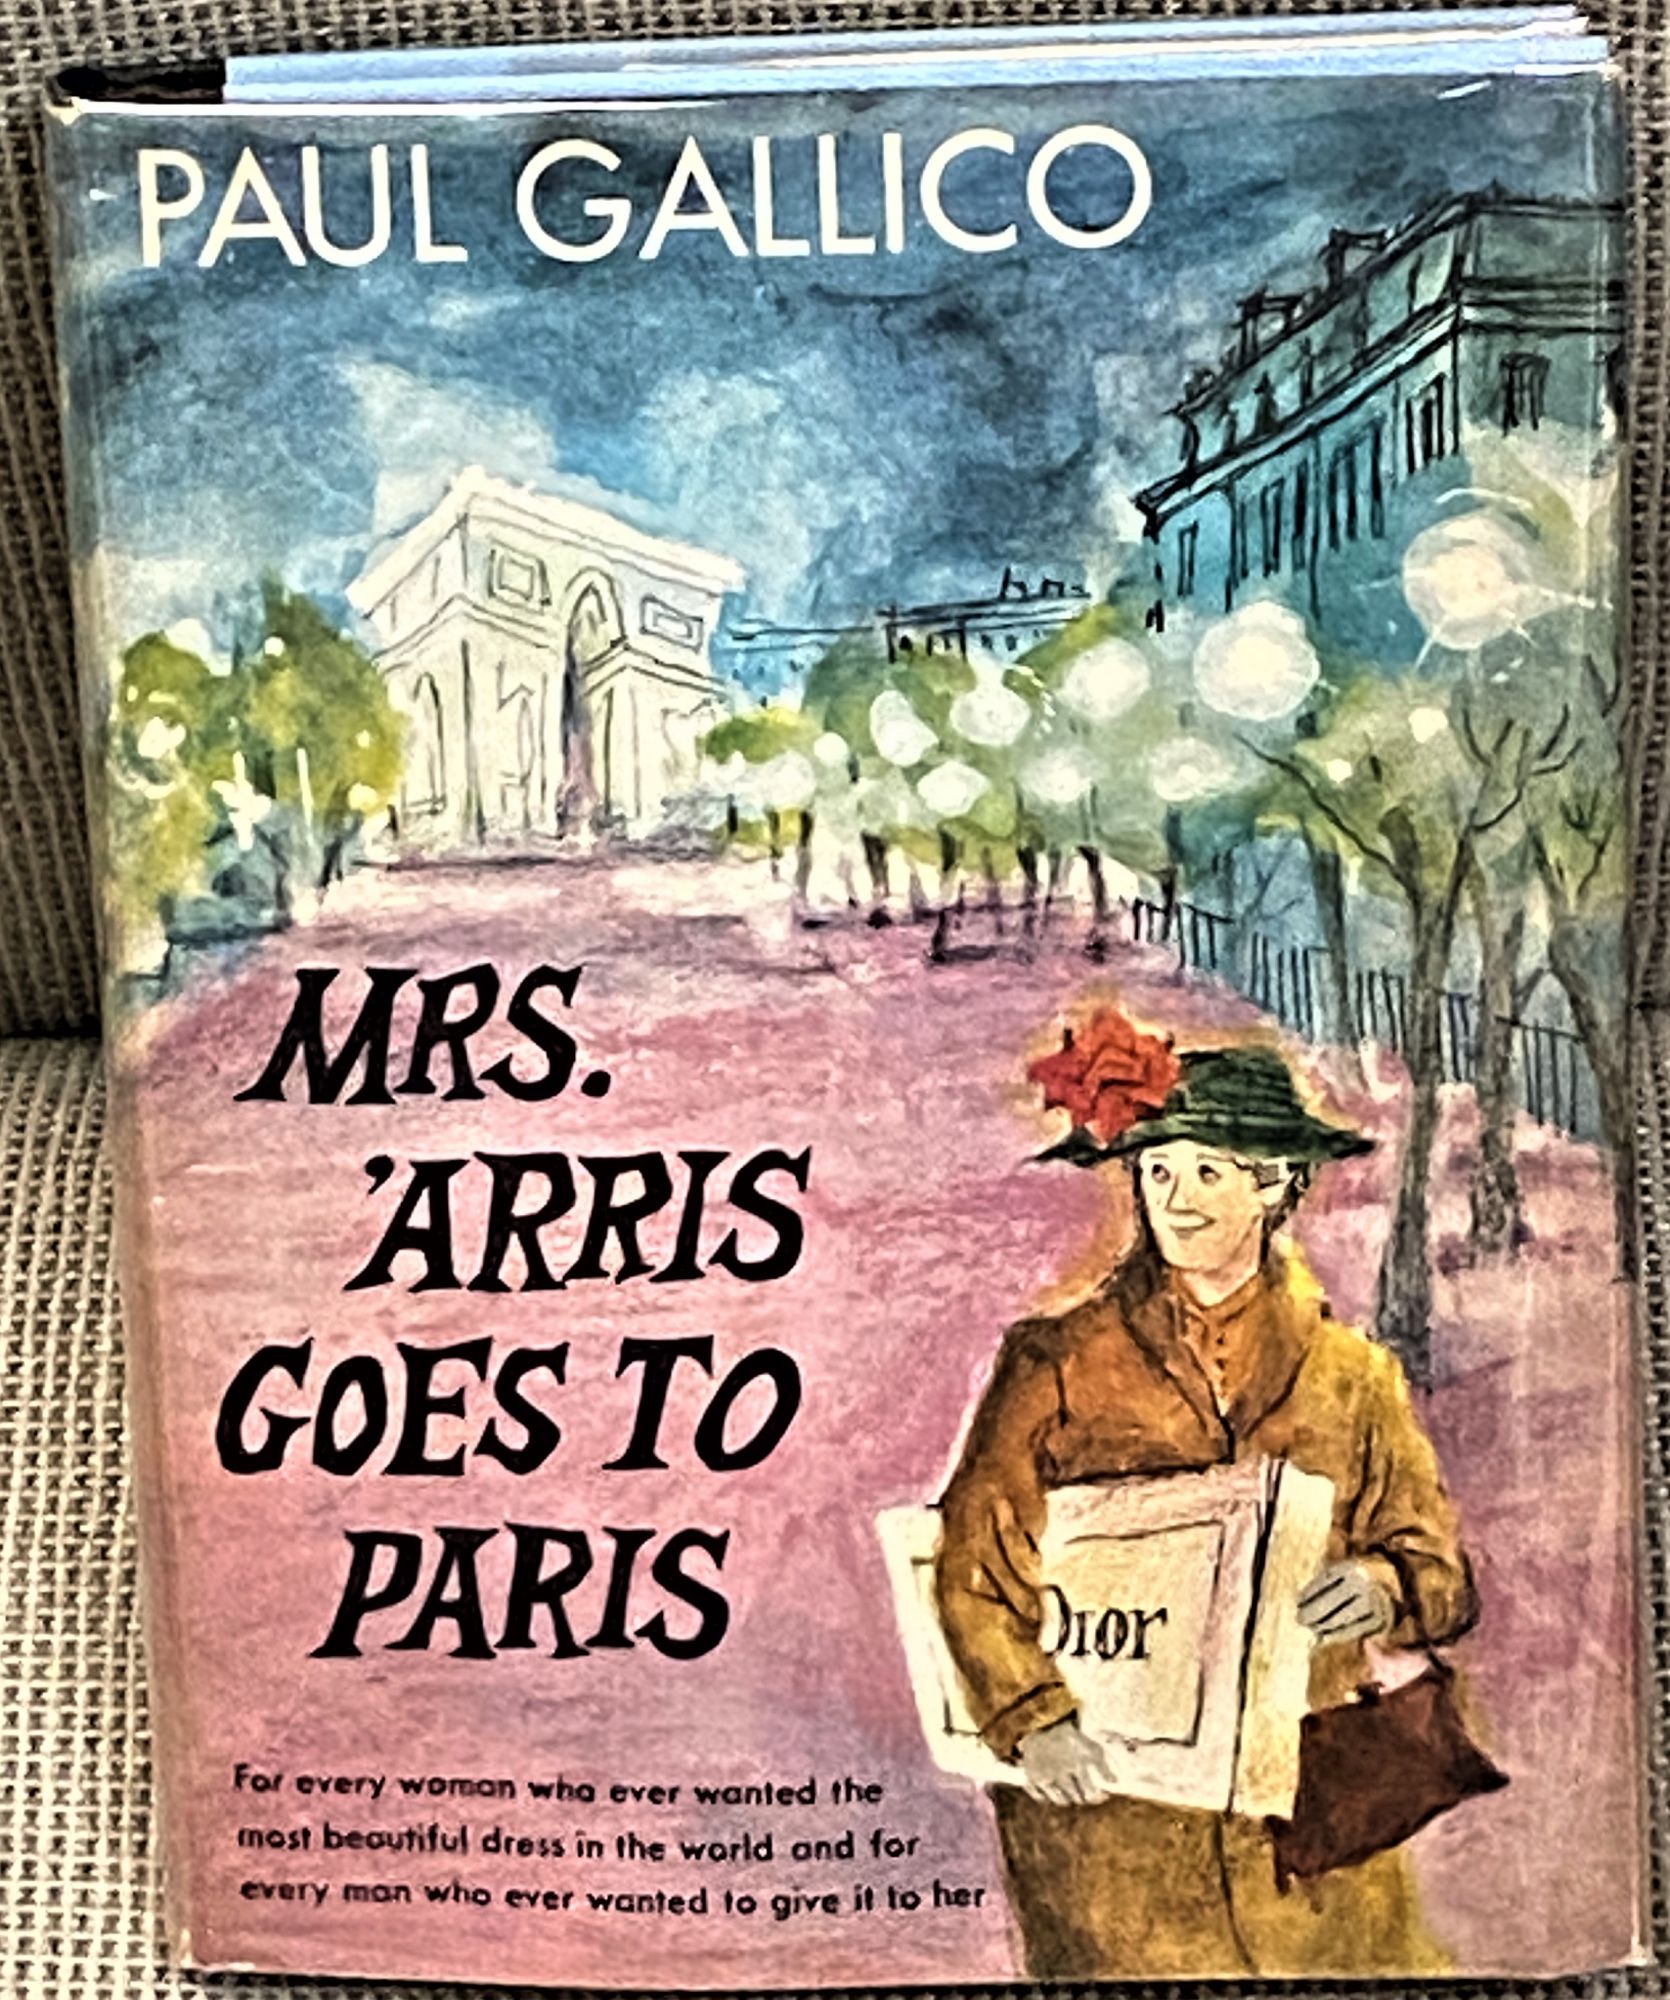 PAUL GALLICO
MRS.
'ARRIS
GOES TO
PARIS
Dior
For every woman who ever wanted the
most beautiful dress in the world and for
every man who ever wanted to give it to her